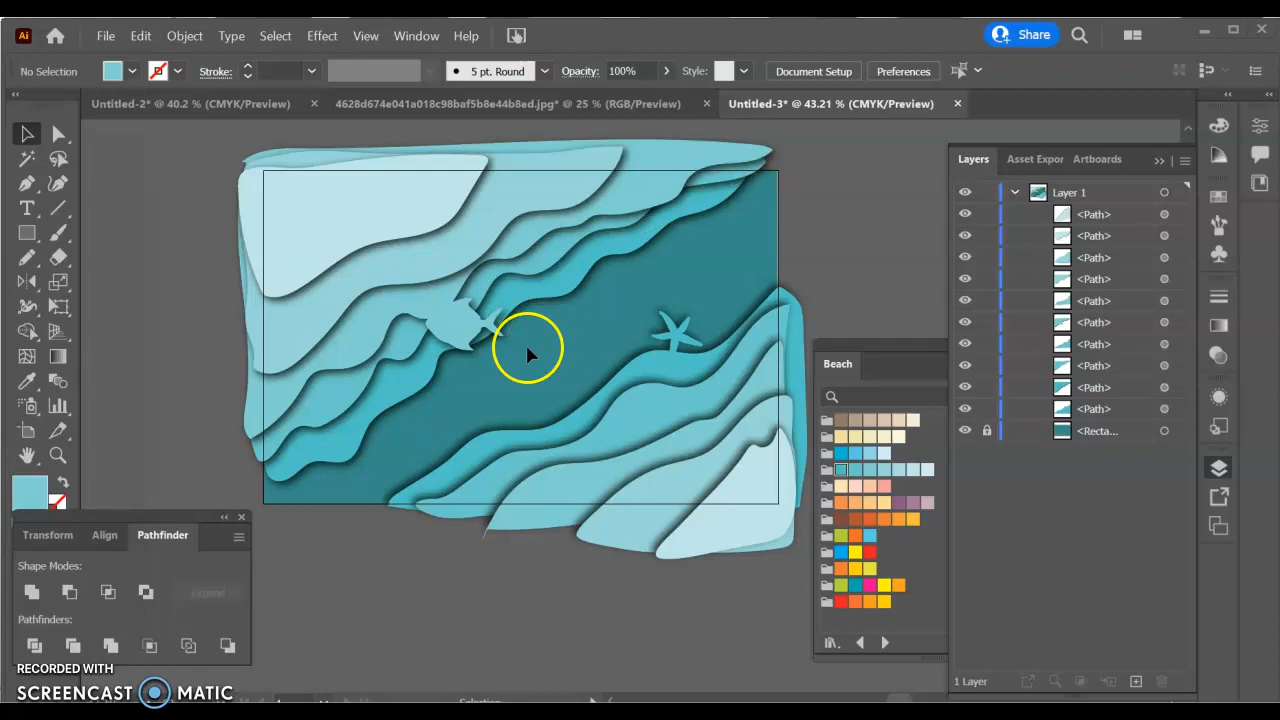 Ai File Edit Object Type Select Effect View Window Help Share
No Selection Stroke: 5 pt. Round Opacity: 100% Style: Document Setup Preferences
Untitled-2* @ 40.2 % (CMYK/Preview) 4628d674e041a018c98baf5b8e44b8ed.jpg* @ 25 % (RGB/Preview) Untitled-3* @ 43.21 % (CMYK/Preview)
Layers Asset Expor Artboards
Layer 1
<Path>
<Path>
<Path>
<Path>
<Path>
<Path>
<Path>
<Path>
<Path>
<Path>
<Recta...
Beach
Transform Align Pathfinder
Shape Modes:
Expand
Pathfinders:
1 Layer
Selection
RECORDED WITH
SCREENCAST MATIC